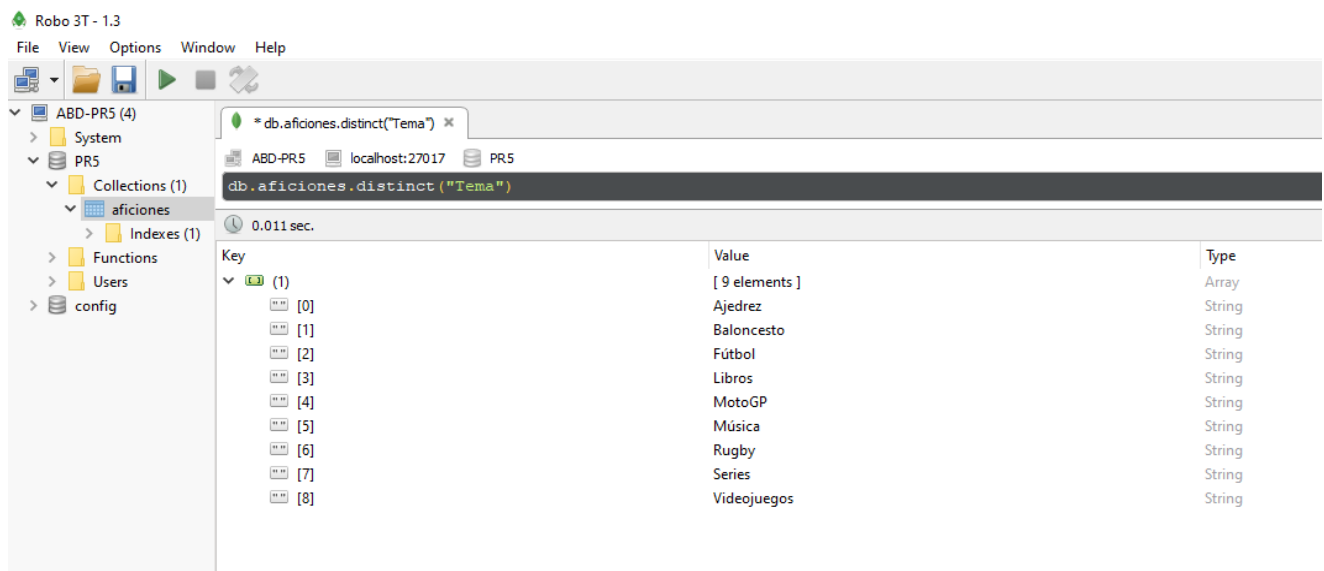 Robo 3T - 1.3
File View Options Window Help
ABD-PR5 (4)
System
PR5
Collections (1)
aficiones
Indexes (1)
Functions
Users
config
* db.aficiones.distinct("Tema")
ABD-PR5 localhost:27017 PR5
db.aficiones.distinct("Tema")
0.011 sec.
Key Value Type
(1) [ 9 elements ] Array
[0] Ajedrez String
[1] Baloncesto String
[2] Fútbol String
[3] Libros String
[4] MotoGP String
[5] Música String
[6] Rugby String
[7] Series String
[8] Videojuegos String